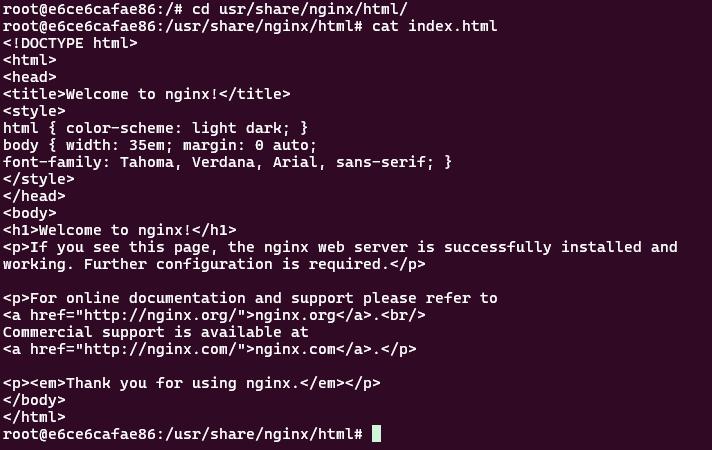 root@e6ce6cafae86:/# cd usr/share/nginx/html/
root@e6ce6cafae86:/usr/share/nginx/html# cat index.html
<!DOCTYPE html>
<html>
<head>
<title>Welcome to nginx!</title>
<style>
html { color-scheme: light dark; }
body { width: 35em; margin: 0 auto;
font-family: Tahoma, Verdana, Arial, sans-serif; }
</style>
</head>
<body>
<h1>Welcome to nginx!</h1>
<p>If you see this page, the nginx web server is successfully installed and
working. Further configuration is required.</p>

<p>For online documentation and support please refer to
<a href="http://nginx.org/">nginx.org</a>.<br/>
Commercial support is available at
<a href="http://nginx.com/">nginx.com</a>.</p>

<p><em>Thank you for using nginx.</em></p>
</body>
</html>
root@e6ce6cafae86:/usr/share/nginx/html#